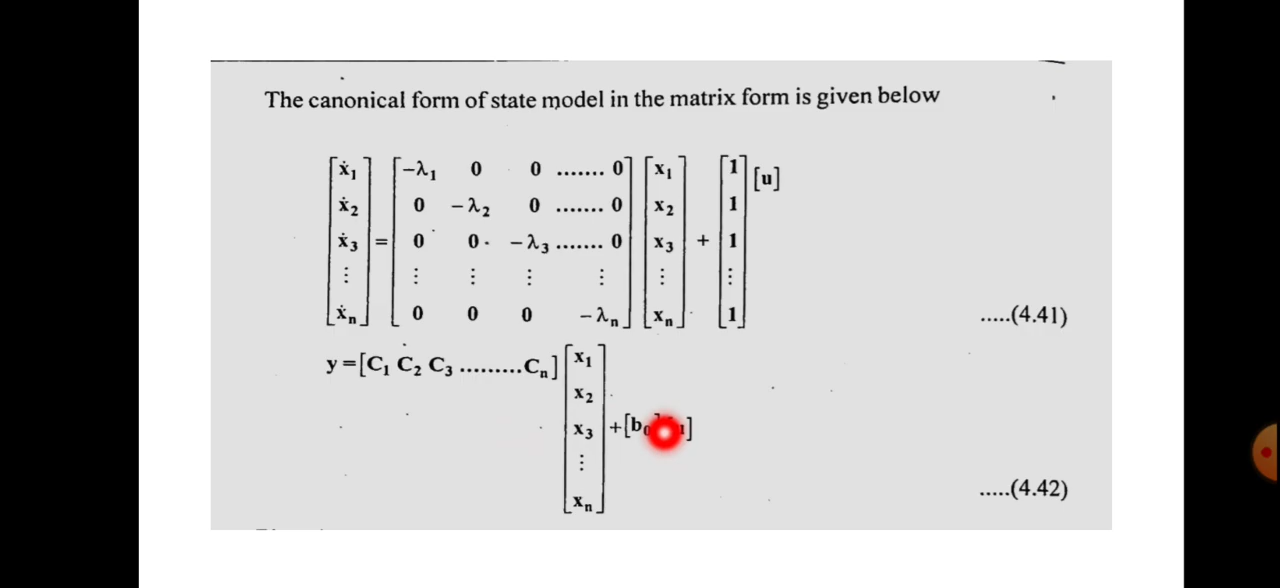 The canonical form of state model in the matrix form is given below
[ẋ₁] [−λ₁ 0 0 ....... 0] [x₁] [1] [u]
[ẋ₂] [0 −λ₂ 0 ....... 0] [x₂] [1]
[ẋ₃] = [0 0 −λ₃ ....... 0] [x₃] + [1]
[⋮] [⋮ ⋮ ⋮ ⋮] [⋮] [⋮]
[ẋₙ] [0 0 0 −λₙ] [xₙ] [1] .....(4.41)
y = [C₁ C₂ C₃ .........Cₙ] [x₁]
[x₂]
[x₃] + [b₀
[⋮]
[xₙ] .....(4.42)